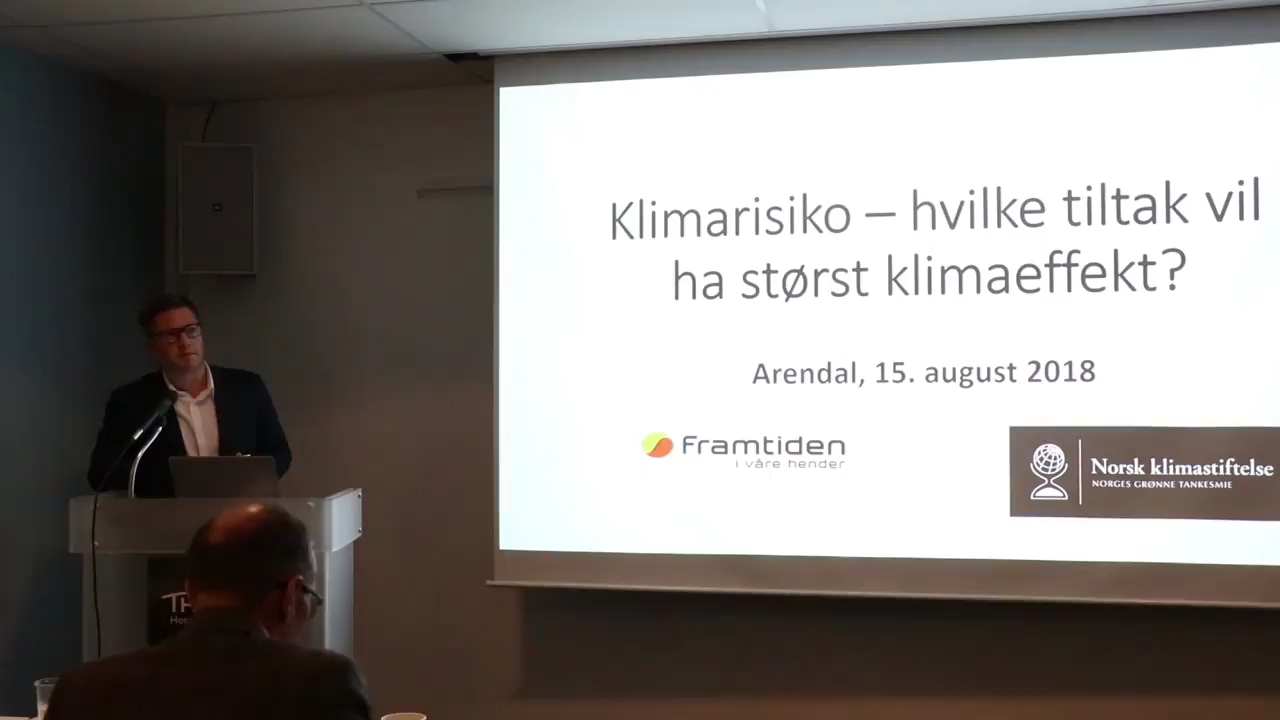 Klimarisiko – hvilke tiltak vil
ha størst klimaeffekt?
Arendal, 15. august 2018
Framtiden
i våre hender
Norsk klimastiftelse
NORGES GRØNNE TANKESMIE